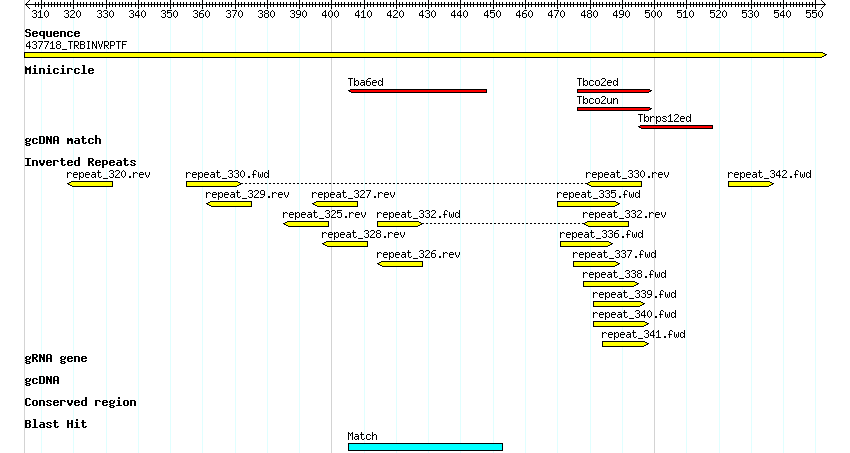 310 320 330 340 350 360 370 380 390 400 410 420 430 440 450 460 470 480 490 500 510 520 530 540 550
Sequence
437718_TRBINVRPTF
Minicircle
Tba6ed Tbco2ed
Tbco2un
Tbrps12ed
gcDNA match
Inverted Repeats
repeat_320.rev repeat_330.fwd repeat_330.rev repeat_342.fwd
repeat_329.rev repeat_327.rev repeat_335.fwd
repeat_325.rev repeat_332.fwd repeat_332.rev
repeat_328.rev repeat_336.fwd
repeat_326.rev repeat_337.fwd
repeat_338.fwd
repeat_339.fwd
repeat_340.fwd
repeat_341.fwd
gRNA gene
gcDNA
Conserved region
Blast Hit
Match